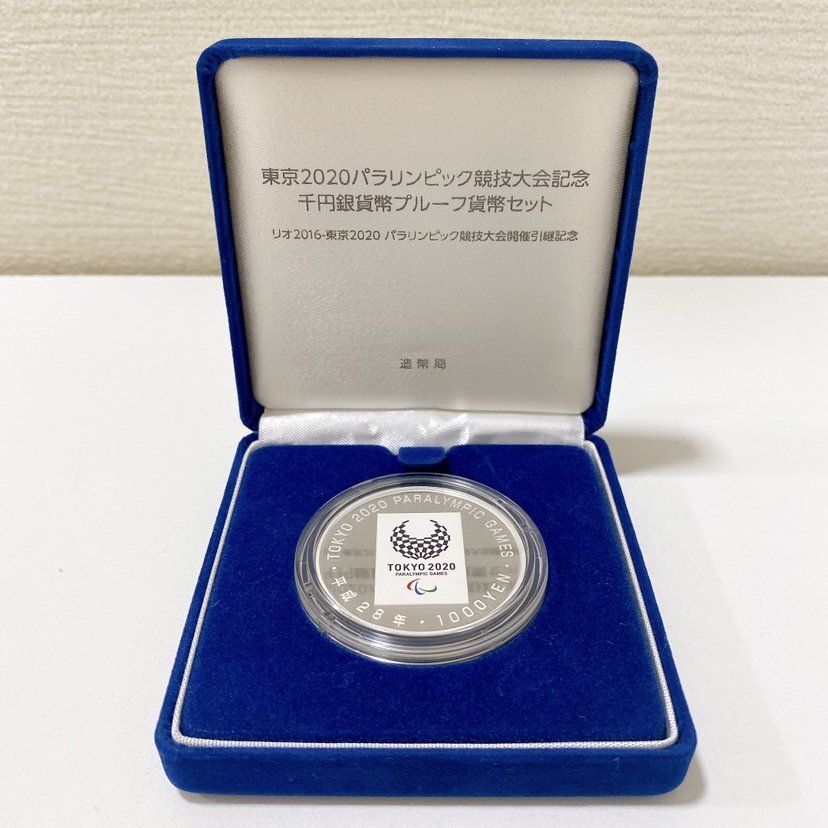 東京2020パラリンピック競技大会記念
千円銀貨幣プルーフ貨幣セット
リオ2016-東京2020 パラリンピック競技大会開催引継記念
造幣局
・TOKYO 2020 PARALYMPIC GAMES・
TOKYO 2020
PARALYMPIC GAMES
平成28年・1000YEN